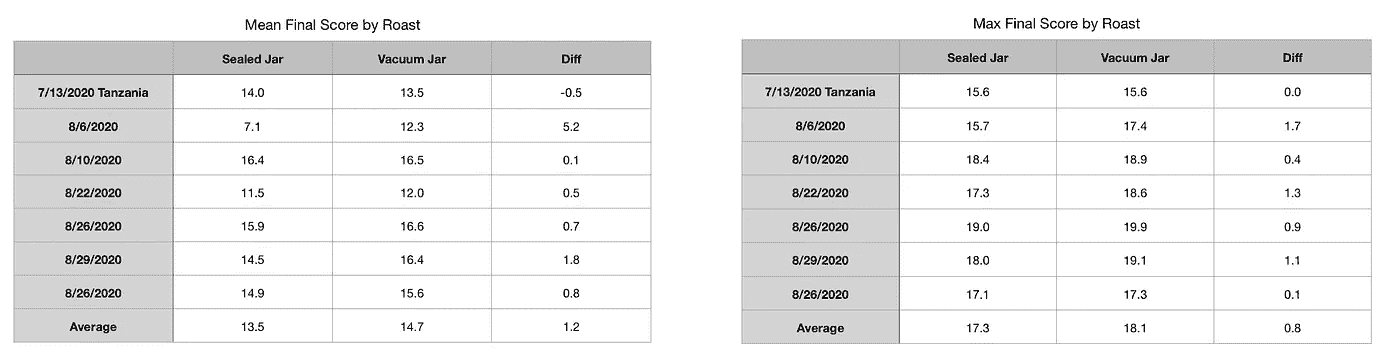 Mean Final Score by Roast
Sealed Jar Vacuum Jar Diff
7/13/2020 Tanzania 14.0 13.5 -0.5
8/6/2020 7.1 12.3 5.2
8/10/2020 16.4 16.5 0.1
8/22/2020 11.5 12.0 0.5
8/26/2020 15.9 16.6 0.7
8/29/2020 14.5 16.4 1.8
8/26/2020 14.9 15.6 0.8
Average 13.5 14.7 1.2
Max Final Score by Roast
Sealed Jar Vacuum Jar Diff
7/13/2020 Tanzania 15.6 15.6 0.0
8/6/2020 15.7 17.4 1.7
8/10/2020 18.4 18.9 0.4
8/22/2020 17.3 18.6 1.3
8/26/2020 19.0 19.9 0.9
8/29/2020 18.0 19.1 1.1
8/26/2020 17.1 17.3 0.1
Average 17.3 18.1 0.8